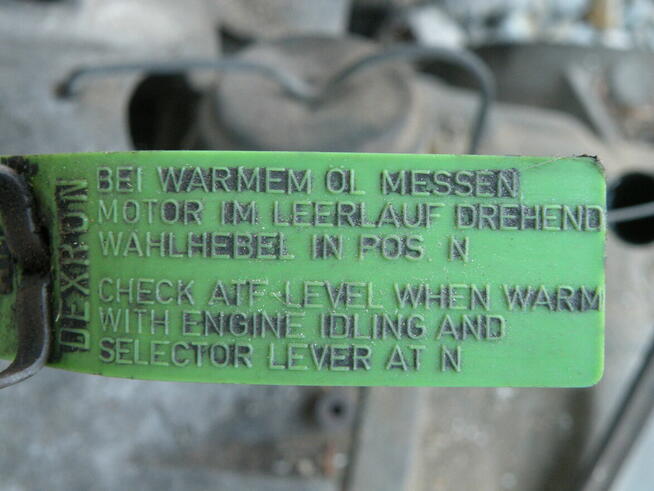 DEXRON
BEI WARMEM ÖL MESSEN
MOTOR IM LEERLAUF DREHEND
WÄHLHEBEL IN POS. N
CHECK ATF-LEVEL WHEN WARM
WITH ENGINE IDLING AND
SELECTOR LEVER AT N